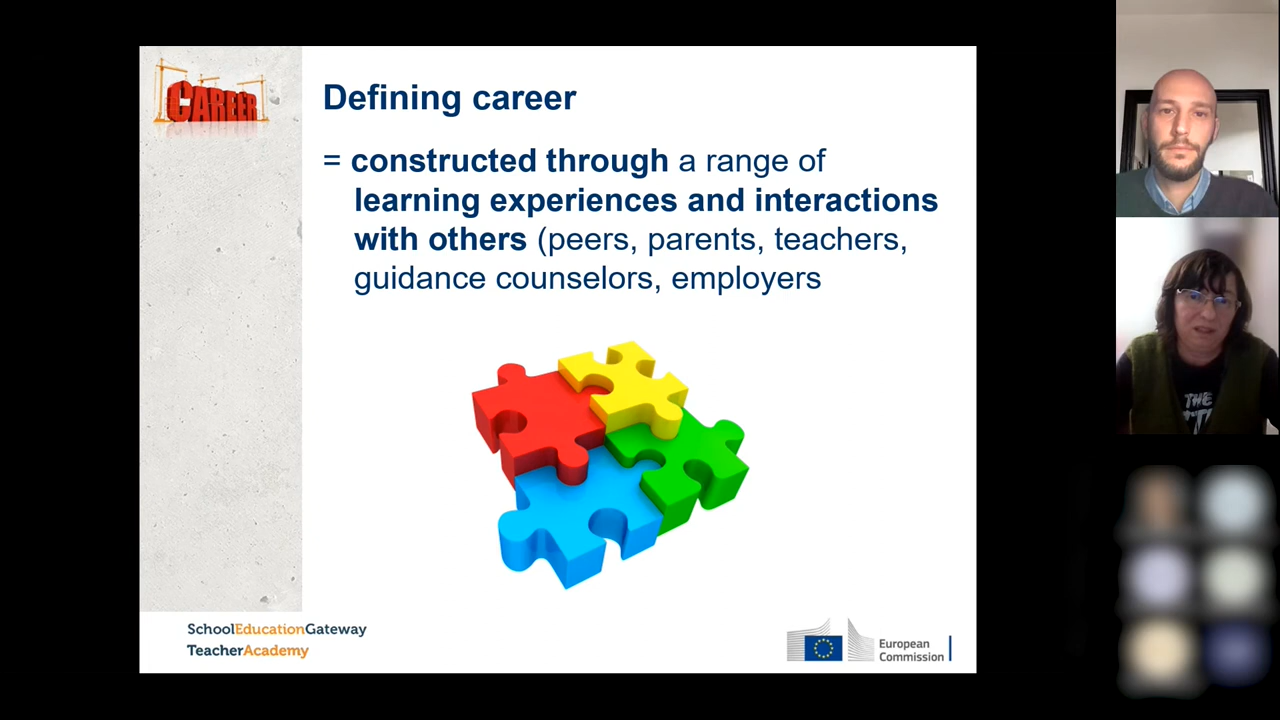 CAREER
Defining career
= constructed through a range of
learning experiences and interactions
with others (peers, parents, teachers,
guidance counselors, employers
THE
SchoolEducationGateway
TeacherAcademy
European
Commission